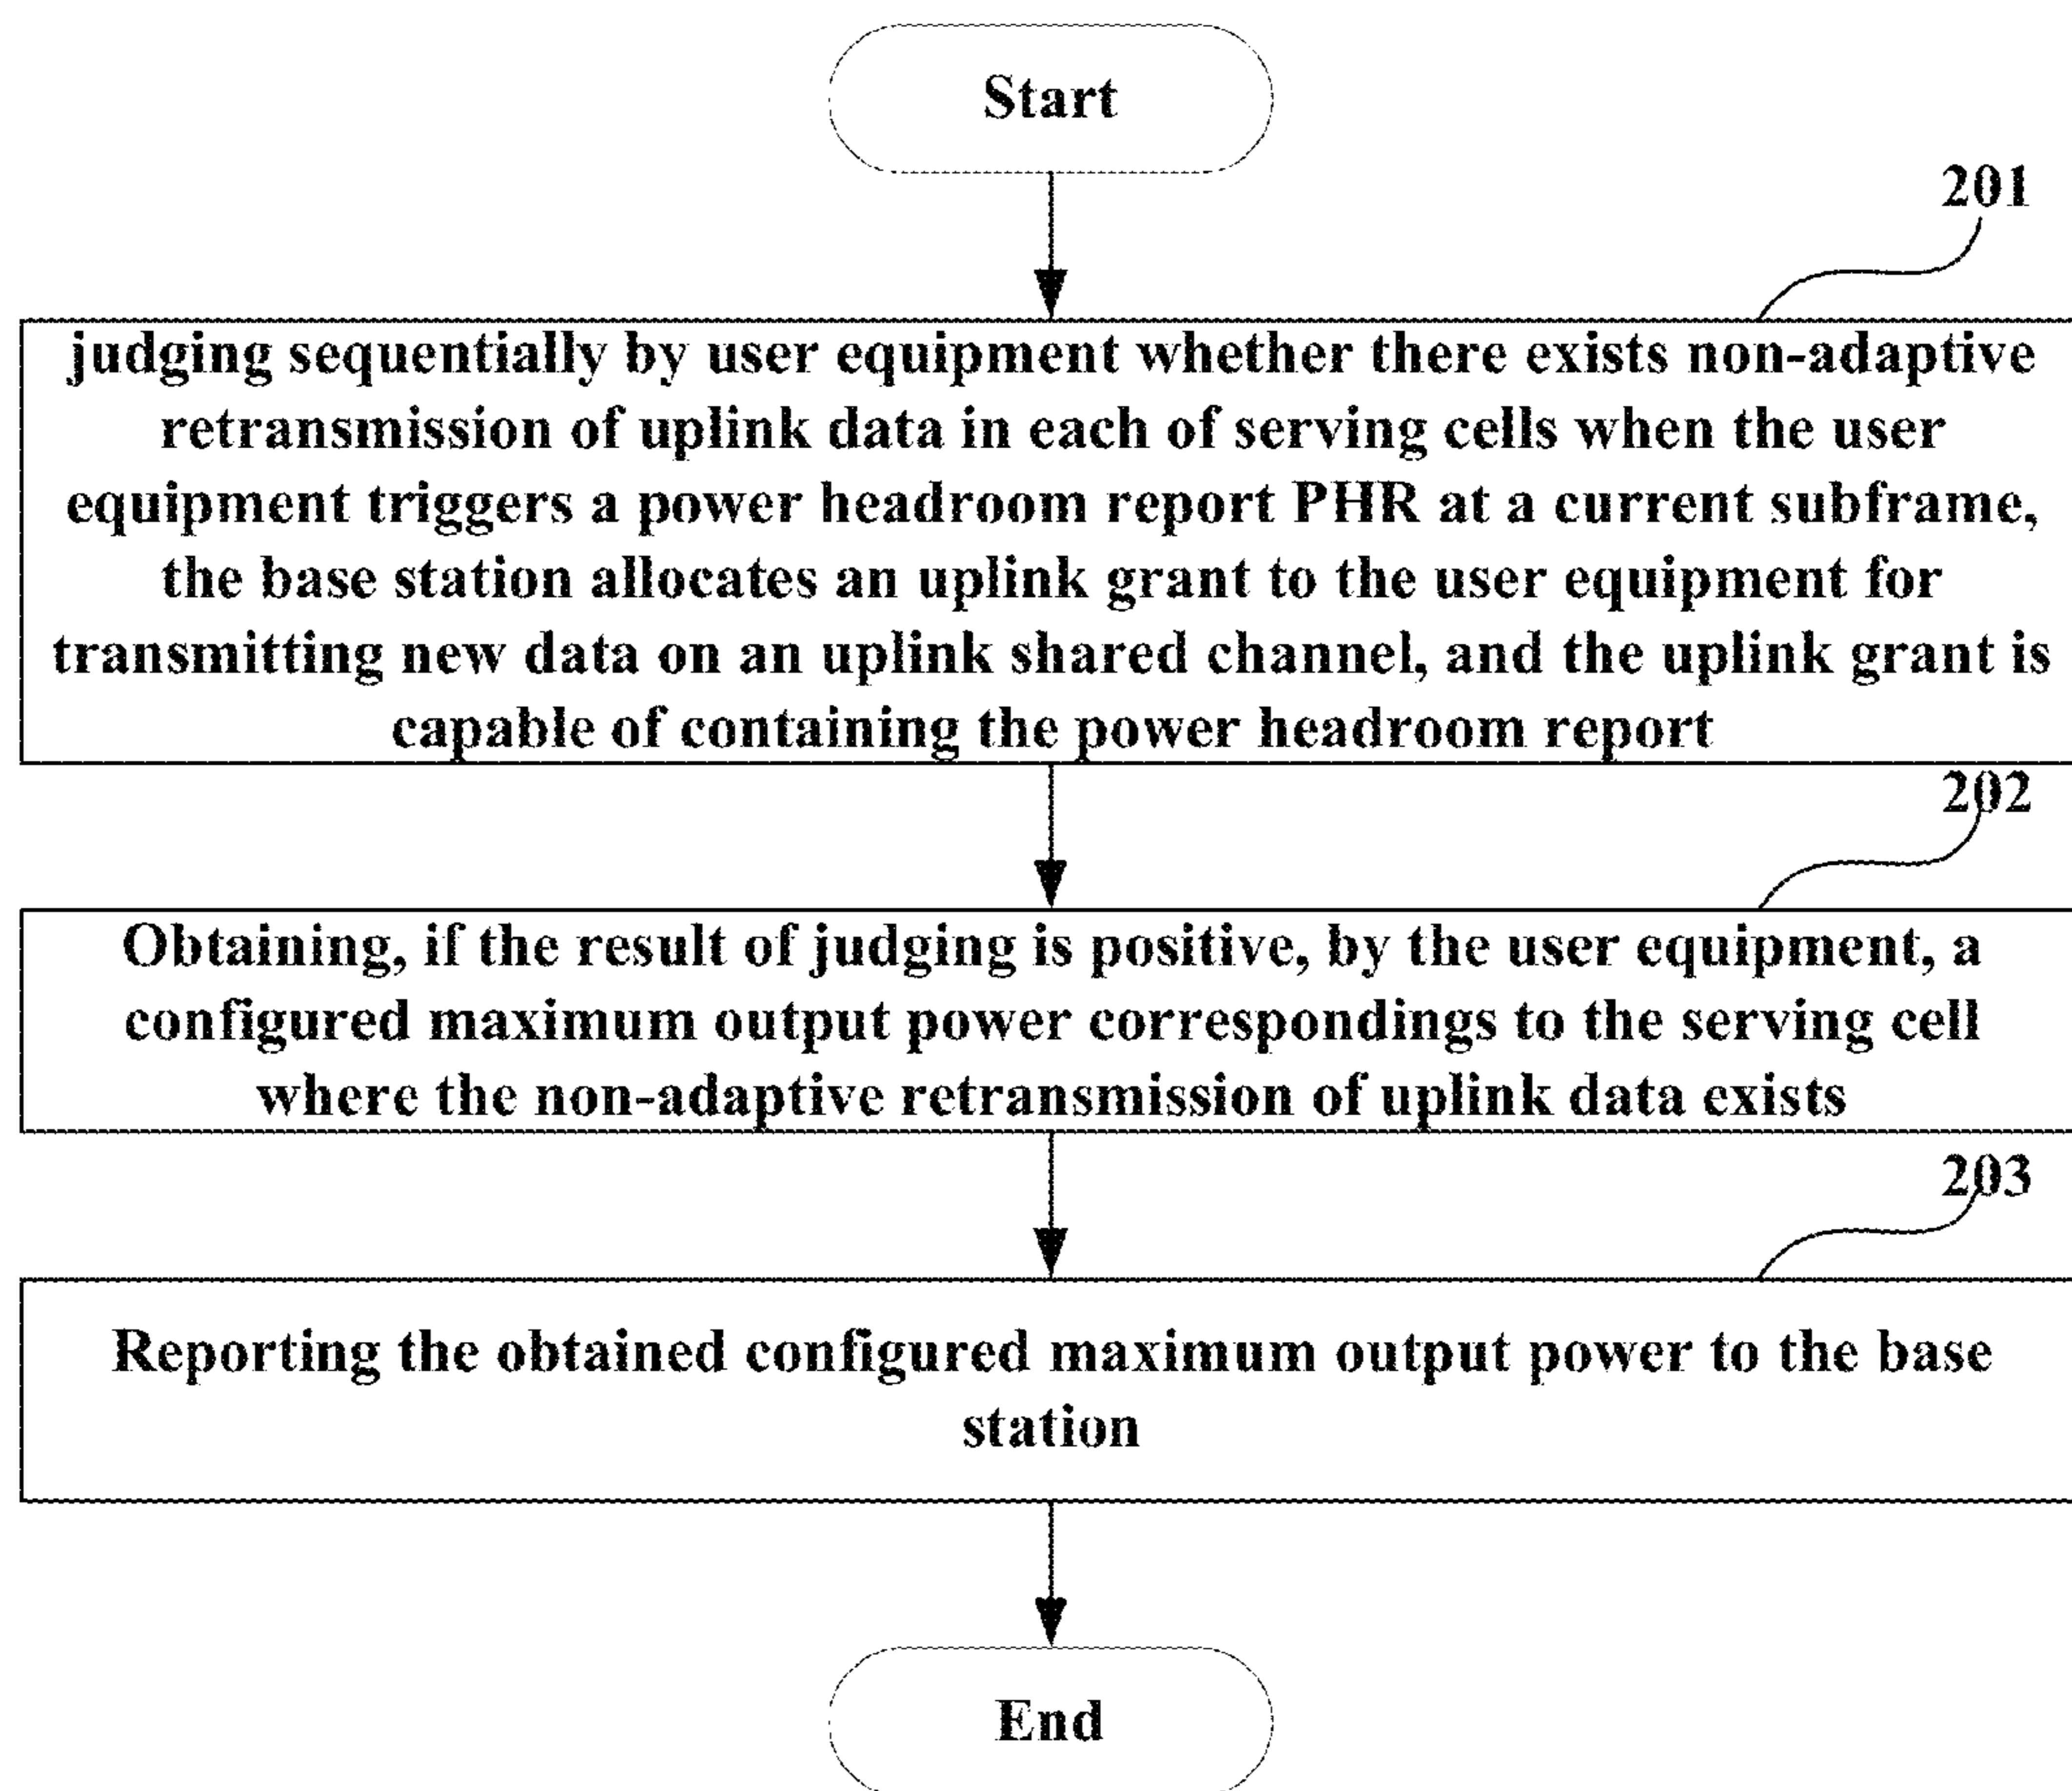 Start
201
judging sequentially by user equipment whether there exists non-adaptive
retransmission of uplink data in each of serving cells when the user
equipment triggers a power headroom report PHR at a current subframe,
the base station allocates an uplink grant to the user equipment for
transmitting new data on an uplink shared channel, and the uplink grant is
capable of containing the power headroom report
202
Obtaining, if the result of judging is positive, by the user equipment, a
configured maximum output power correspondings to the serving cell
where the non-adaptive retransmission of uplink data exists
203
Reporting the obtained configured maximum output power to the base
station
End